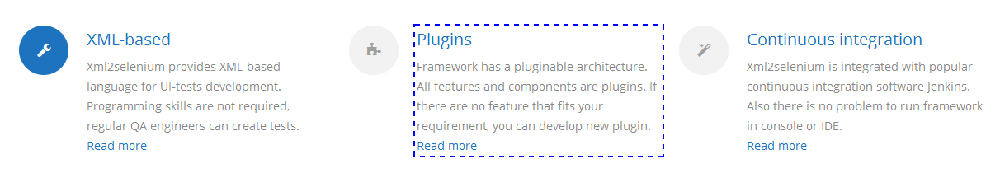 XML-based
Xml2selenium provides XML-based
language for UI-tests development.
Programming skills are not required,
regular QA engineers can create tests.
Read more
Plugins
Framework has a pluginable architecture.
All features and components are plugins. If
there are no feature that fits your
requirement, you can develop new plugin.
Read more
Continuous integration
Xml2selenium is integrated with popular
continuous integration software Jenkins.
Also there is no problem to run framework
in console or IDE.
Read more